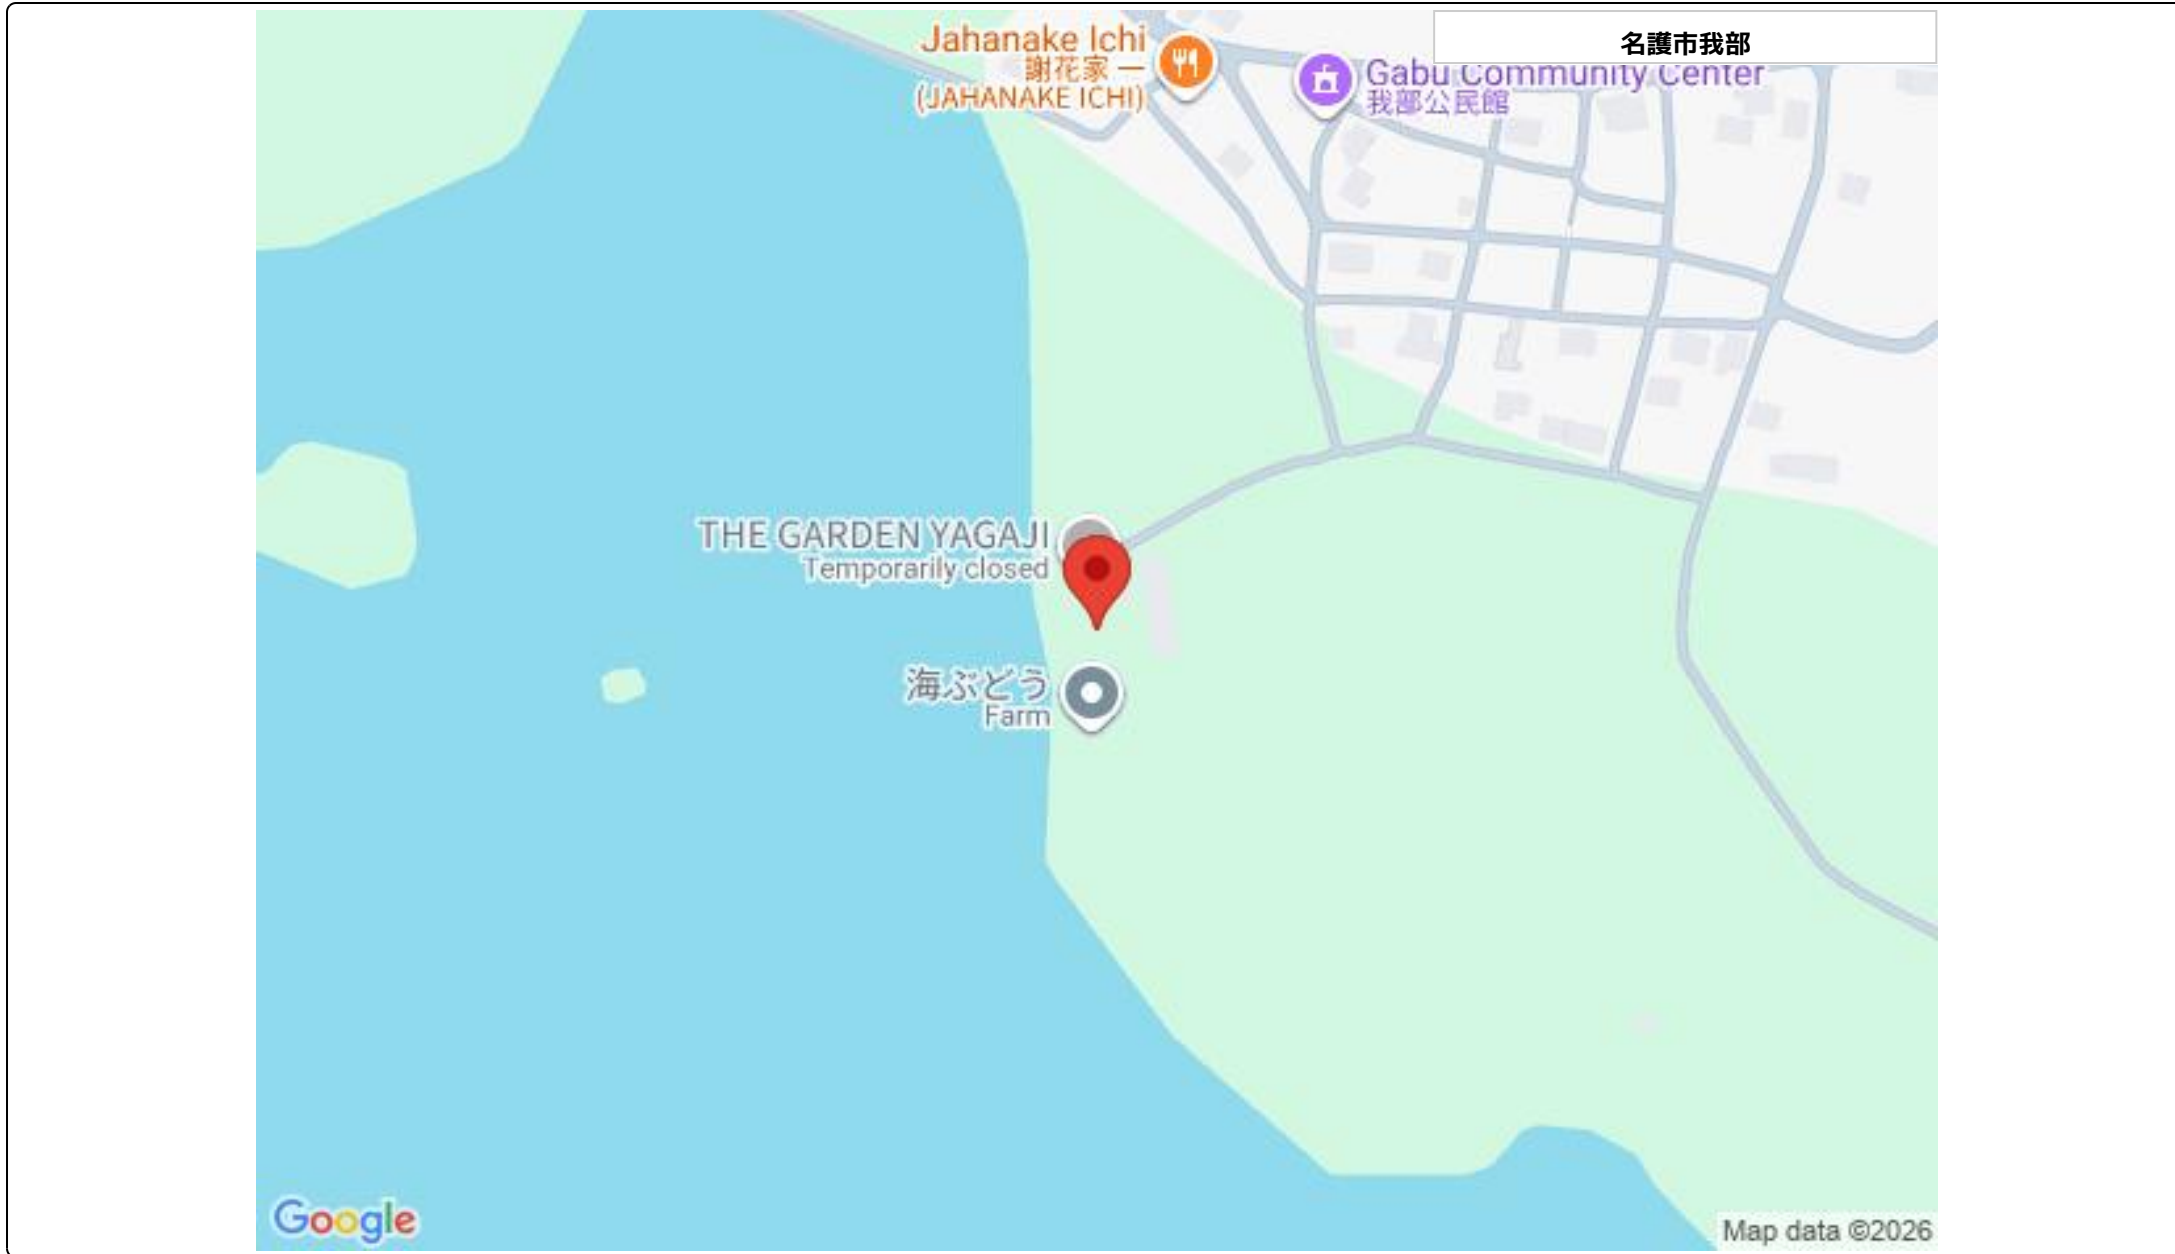 名護市我部
Jahanake Ichi
謝花家 一
(JAHANAKE ICHI)
Gabu Community Center
我部公民館
THE GARDEN YAGAJI
Temporarily closed
海ぶどう
Farm
Google
Map data ©2026